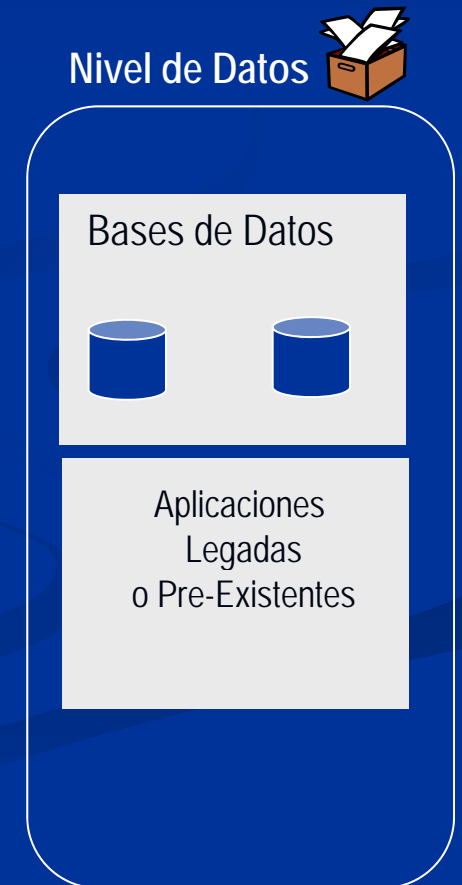 Nivel de Datos
Bases de Datos
Aplicaciones
Legadas
o Pre-Existentes